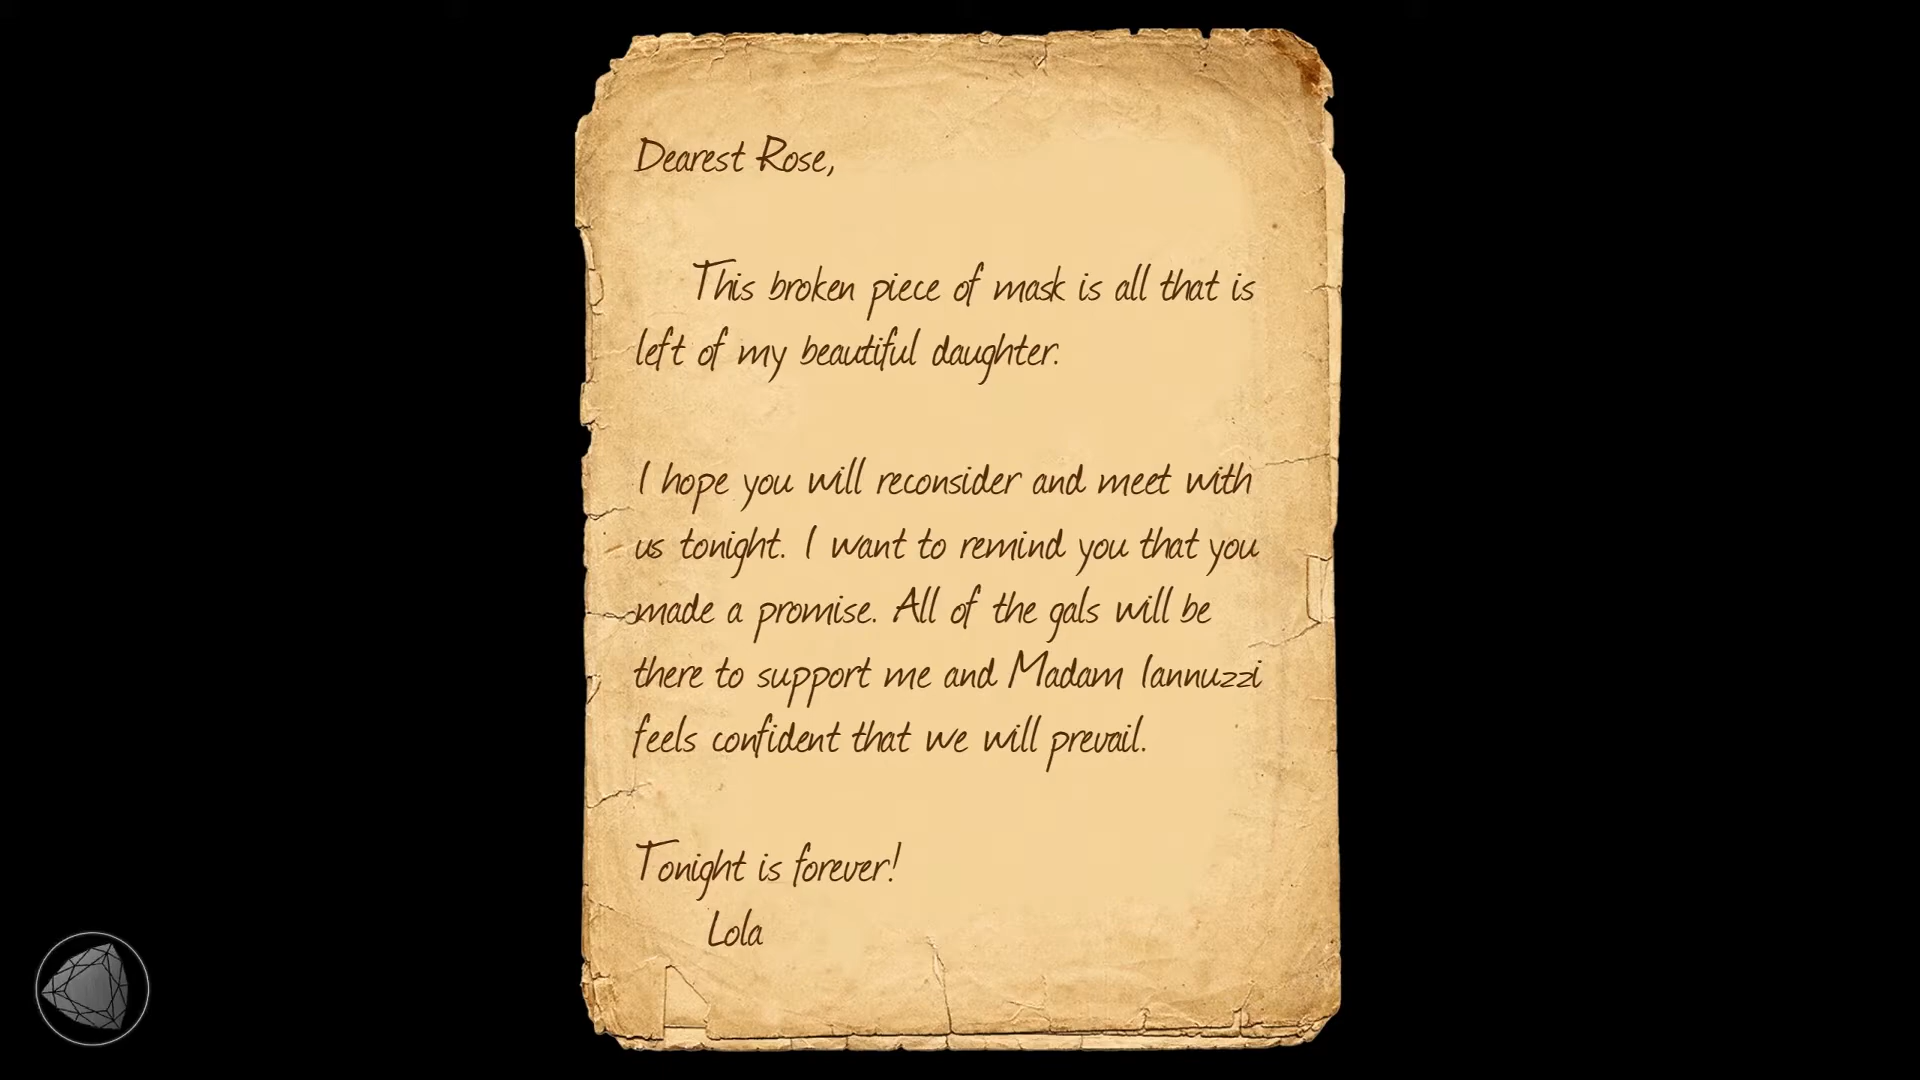 Dearest Rose,
This broken piece of mask is all that is
left of my beautiful daughter.
I hope you will reconsider and meet with
us tonight. I want to remind you that you
made a promise. All of the gals will be
there to support me and Madam Iannuzzi
feels confident that we will prevail.
Tonight is forever!
Lola